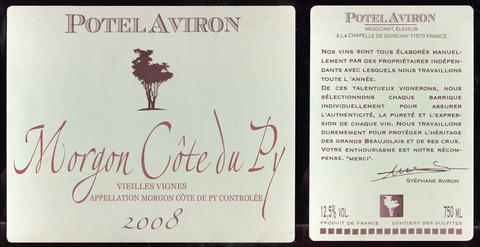 POTEL AVIRON
Morgon Côte du Py
VIEILLES VIGNES
APPELLATION MORGON CÔTE DE PY CONTROLÉE
2008
POTEL AVIRON
NÉGOCIANT, ÉLEVEUR
À LA CHAPELLE DE GUINCHAY 71570 FRANCE
NOS VINS SONT TOUS ÉLABORÉS MANUEL-
LEMENT PAR DES PROPRIÉTAIRES INDÉPEN-
DANTS AVEC LESQUELS NOUS TRAVAILLONS
TOUTE L'ANNÉE.
DE CES TALENTUEUX VIGNERONS, NOUS
SÉLECTIONNONS CHAQUE BARRIQUE
INDIVIDUELLEMENT POUR ASSURER
L'AUTHENTICITÉ, LA PURETÉ ET L'EXPRES-
SION DE CHAQUE VIN. NOUS TRAVAILLONS
DUREMEMENT POUR PROTÉGER L'HÉRITAGE
DES GRANDS BEAUJOLAIS ET DE SES CRUS.
VOTRE ENTHOUSIASME EST NOTRE RÉCOM-
PENSE. "MERCI".
STÉPHANE AVIRON
12,5% VOL. 750 ML
PRODUIT DE FRANCE CONTIENT DES SULFITES